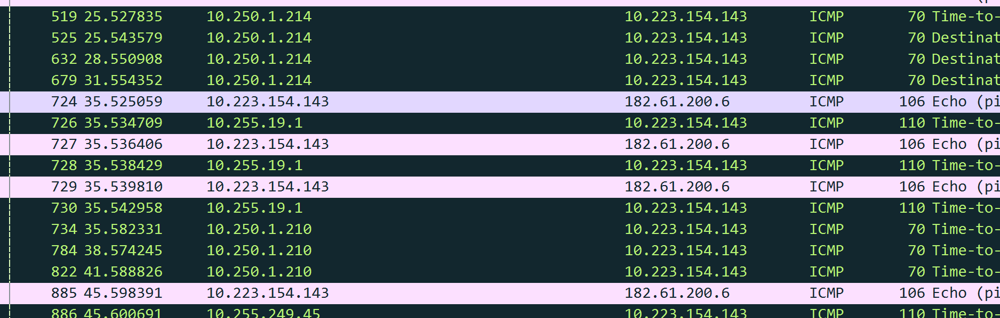 519 25.527835 10.250.1.214 10.223.154.143 ICMP 70 Time-to-
525 25.543579 10.250.1.214 10.223.154.143 ICMP 70 Destinat
632 28.550908 10.250.1.214 10.223.154.143 ICMP 70 Destinat
679 31.554352 10.250.1.214 10.223.154.143 ICMP 70 Destinat
724 35.525059 10.223.154.143 182.61.200.6 ICMP 106 Echo (pi
726 35.534709 10.255.19.1 10.223.154.143 ICMP 110 Time-to-
727 35.536406 10.223.154.143 182.61.200.6 ICMP 106 Echo (pi
728 35.538429 10.255.19.1 10.223.154.143 ICMP 110 Time-to-
729 35.539810 10.223.154.143 182.61.200.6 ICMP 106 Echo (pi
730 35.542958 10.255.19.1 10.223.154.143 ICMP 110 Time-to-
734 35.582331 10.250.1.210 10.223.154.143 ICMP 70 Time-to-
784 38.574245 10.250.1.210 10.223.154.143 ICMP 70 Time-to-
822 41.588826 10.250.1.210 10.223.154.143 ICMP 70 Time-to-
885 45.598391 10.223.154.143 182.61.200.6 ICMP 106 Echo (pi
886 45.600691 10.255.249.45 10.223.154.143 ICMP 110 Time-to-